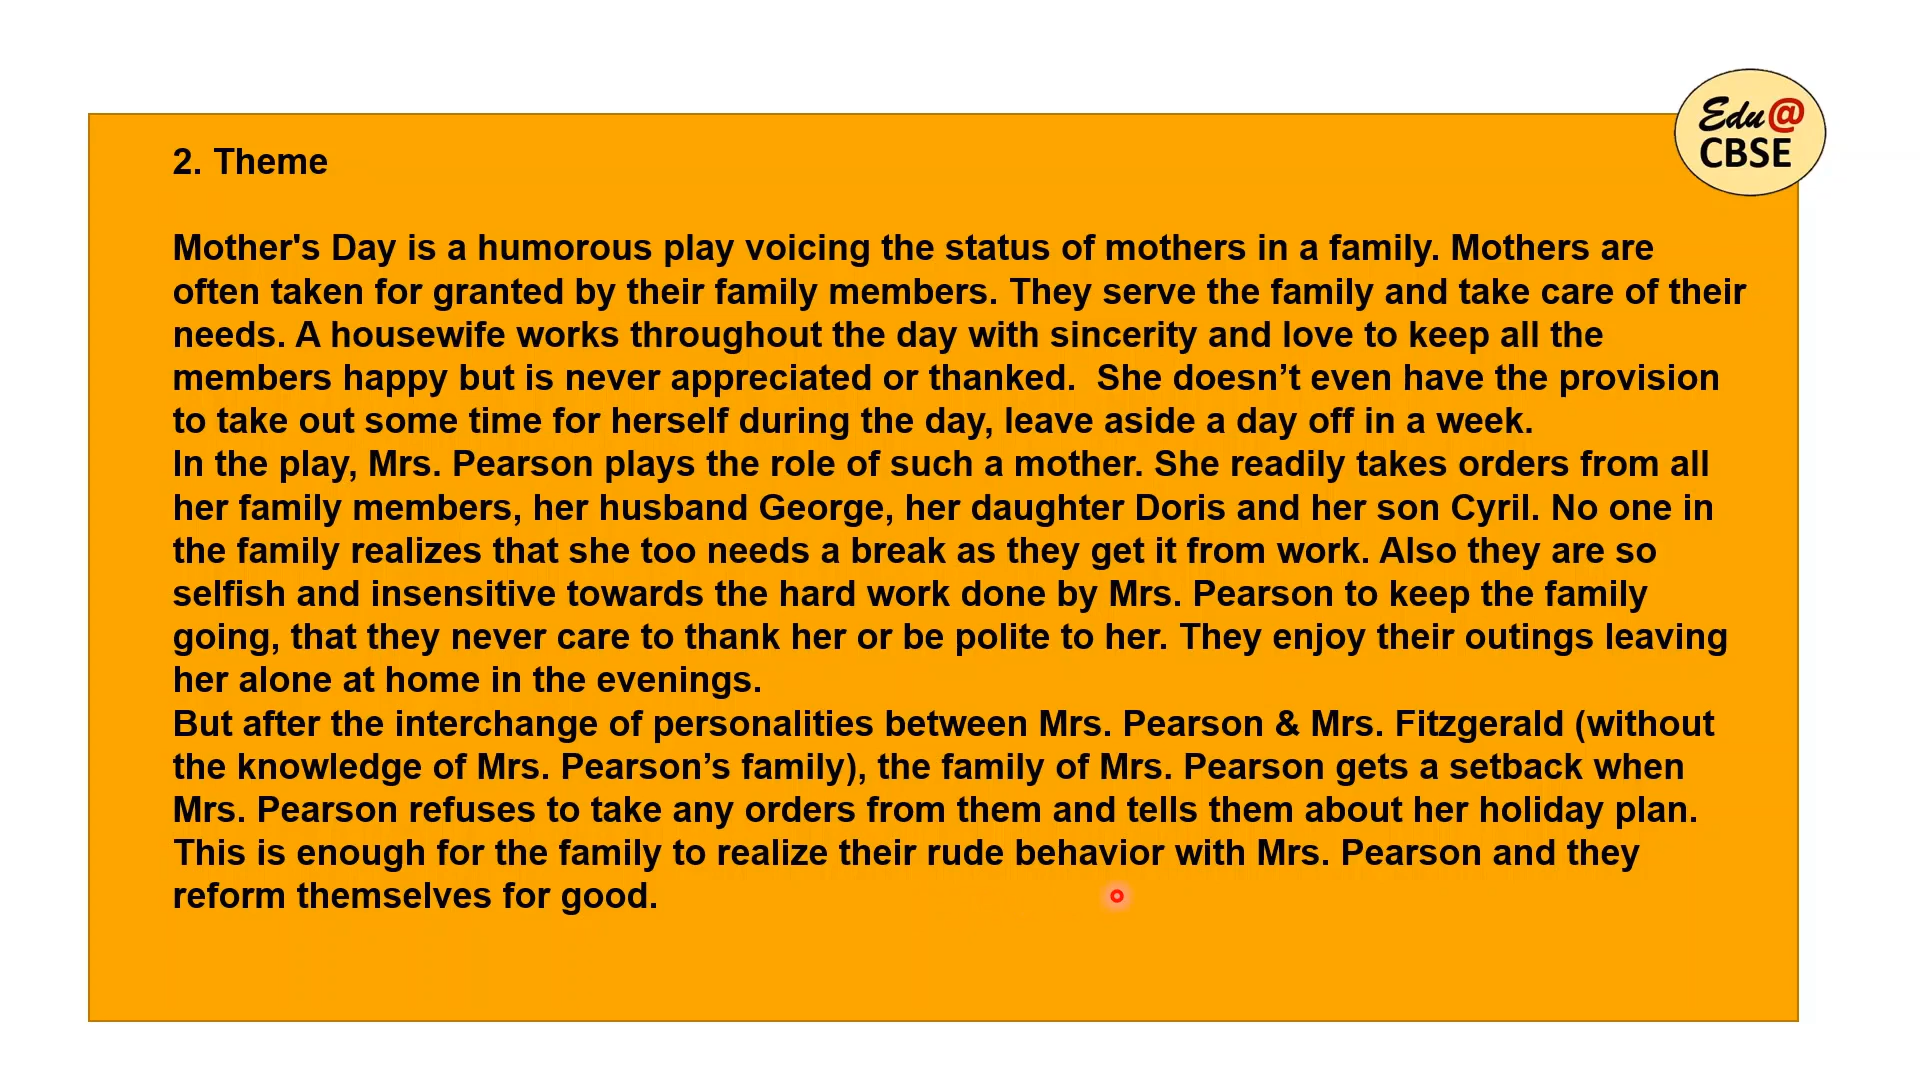 Edu@
CBSE
2. Theme
Mother's Day is a humorous play voicing the status of mothers in a family. Mothers are
often taken for granted by their family members. They serve the family and take care of their
needs. A housewife works throughout the day with sincerity and love to keep all the
members happy but is never appreciated or thanked.  She doesn’t even have the provision
to take out some time for herself during the day, leave aside a day off in a week.
In the play, Mrs. Pearson plays the role of such a mother. She readily takes orders from all
her family members, her husband George, her daughter Doris and her son Cyril. No one in
the family realizes that she too needs a break as they get it from work. Also they are so
selfish and insensitive towards the hard work done by Mrs. Pearson to keep the family
going, that they never care to thank her or be polite to her. They enjoy their outings leaving
her alone at home in the evenings.
But after the interchange of personalities between Mrs. Pearson & Mrs. Fitzgerald (without
the knowledge of Mrs. Pearson’s family), the family of Mrs. Pearson gets a setback when
Mrs. Pearson refuses to take any orders from them and tells them about her holiday plan.
This is enough for the family to realize their rude behavior with Mrs. Pearson and they
reform themselves for good.